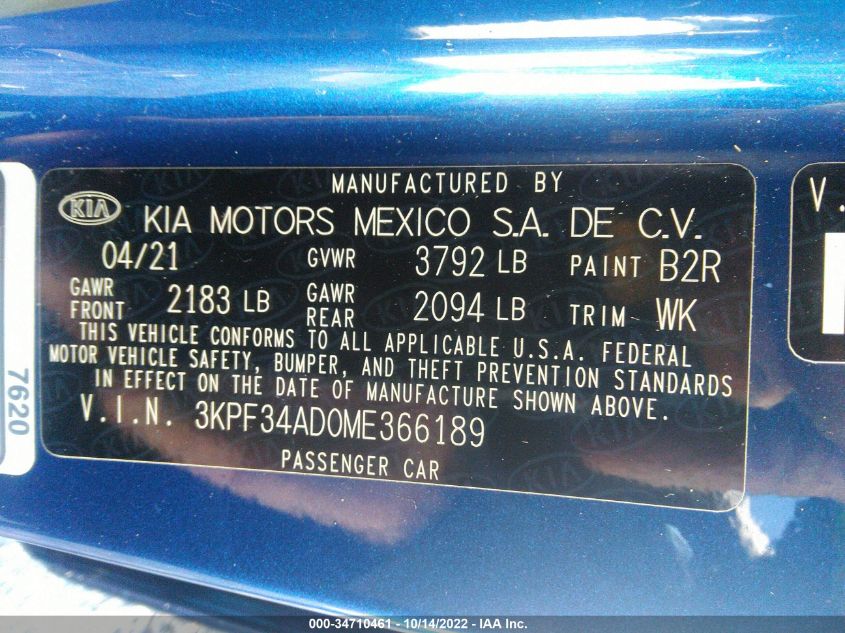 MANUFACTURED BY
KIA KIA MOTORS MEXICO S.A. DE C.V.
04/21 GVWR 3792 LB PAINT B2R
GAWR FRONT 2183 LB GAWR REAR 2094 LB TRIM WK
THIS VEHICLE CONFORMS TO ALL APPLICABLE U.S.A. FEDERAL
MOTOR VEHICLE SAFETY, BUMPER, AND THEFT PREVENTION STANDARDS
IN EFFECT ON THE DATE OF MANUFACTURE SHOWN ABOVE.
V.I.N. 3KPF34AD0ME366189
PASSENGER CAR
7620
V.
000-34710461 - 10/14/2022 - IAA Inc.